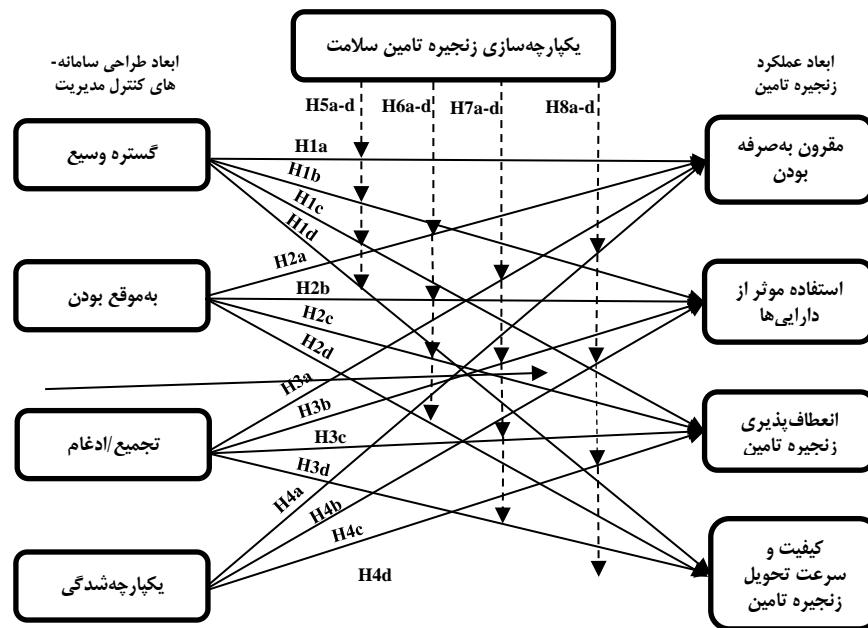 یکپارچه‌سازی زنجیره تامین سلامت
ابعاد طراحی سامانه-
های کنترل مدیریت
ابعاد عملکرد
زنجیره تامین
H5a-d
H6a-d
H7a-d
H8a-d
گستره وسیع
به‌موقع بودن
تجمیع/ادغام
یکپارچه‌شدگی
H1a
H1b
H1c
H1d
H2a
H2b
H2c
H2d
H3a
H3b
H3c
H3d
H4a
H4b
H4c
H4d
مقرون به‌صرفه
بودن
استفاده موثر از
دارایی‌ها
انعطاف‌پذیری
زنجیره تامین
کیفیت و
سرعت تحویل
زنجیره تامین